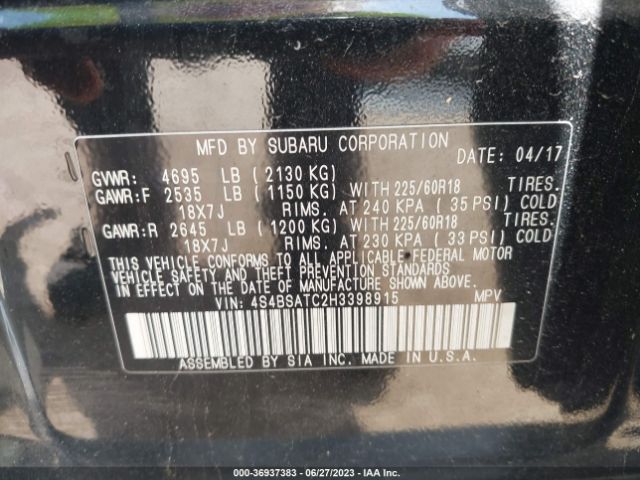 MFD BY SUBARU CORPORATION
DATE: 04/17
GVWR: 4695 LB ( 2130 KG)
GAWR:F 2535 LB ( 1150 KG) WITH 225/60R18 TIRES.
18X7J RIMS. AT 240 KPA ( 35 PSI) COLD
GAWR:R 2645 LB ( 1200 KG) WITH 225/60R18 TIRES.
18X7J RIMS. AT 230 KPA ( 33 PSI) COLD
THIS VEHICLE CONFORMS TO ALL APPLICABLE FEDERAL MOTOR
VEHICLE SAFETY AND THEFT PREVENTION STANDARDS
IN EFFECT ON THE DATE OF MANUFACTURE SHOWN ABOVE.
VIN: 4S4BSATC2H3398915 MPV
ASSEMBLED BY SIA INC. MADE IN U.S.A.
000-36937383 / 06/27/2023 / IAA Inc.